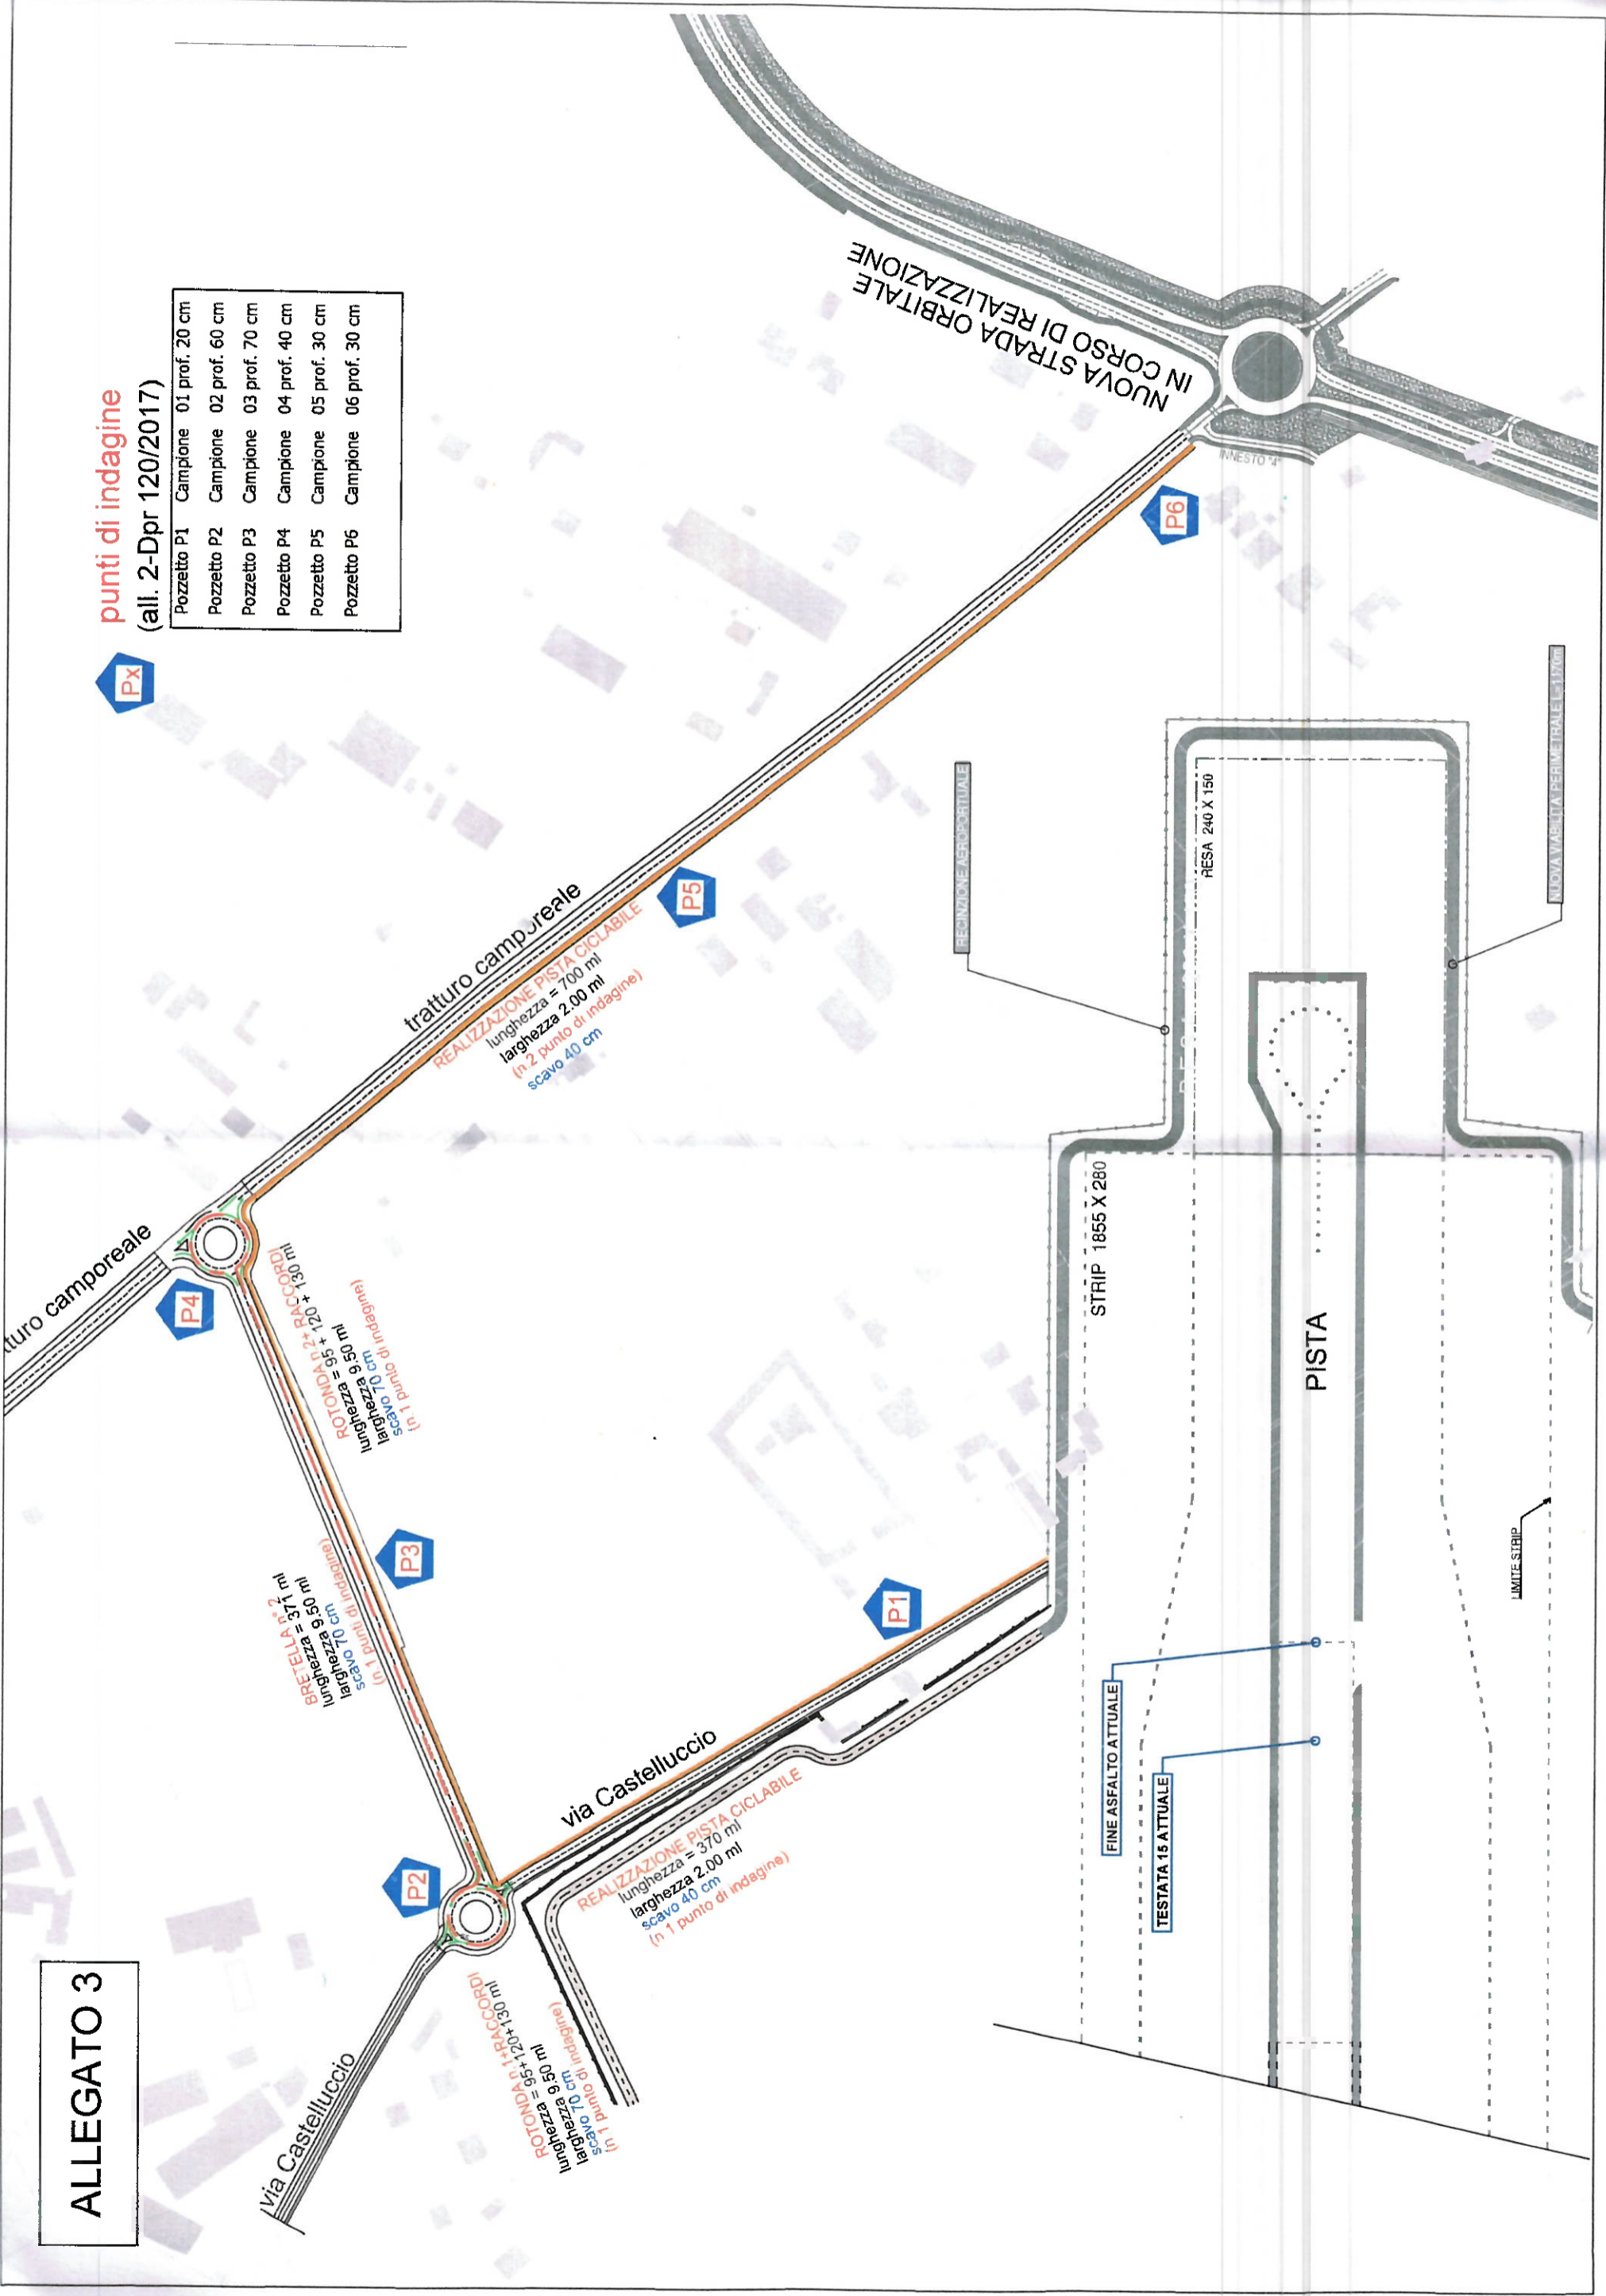 ALLEGATO 3
Px
punti di indagine
(all. 2-Dpr 120/2017)
Pozzetto P1 Campione 01 prof. 20 cm
Pozzetto P2 Campione 02 prof. 60 cm
Pozzetto P3 Campione 03 prof. 70 cm
Pozzetto P4 Campione 04 prof. 40 cm
Pozzetto P5 Campione 05 prof. 30 cm
Pozzetto P6 Campione 06 prof. 30 cm
tturo camporeale
P4
ROTONDA n.2+ RACCORDI
lunghezza = 95 + 120 + 130 ml
larghezza 9.50 ml
scavo 70 cm
(n. 1 punto di indagine)
tratturo camporeale
REALIZZAZIONE PISTA CICLABILE
lunghezza = 700 ml
larghezza 2.00 ml
(n.2 punto di indagine)
scavo 40 cm
P5
P6
NUOVA STRADA ORBITALE
IN CORSO DI REALIZZAZIONE
INNESTO "4"
BRETELLA n° 2
lunghezza = 371 ml
larghezza 9.50 ml
scavo 70 cm
(n 1 punti di indagine)
P3
P2
via Castelluccio
ROTONDA n.1+RACCORDI
lunghezza = 95+120+130 ml
larghezza 9.50 ml
scavo 70 cm
(n 1 punto di indagine)
via Castelluccio
REALIZZAZIONE PISTA CICLABILE
lunghezza = 370 ml
larghezza 2.00 ml
scavo 40 cm
(n 1 punto di indagine)
P1
RECINZIONE AEROPORTUALE
RESA 240 X 150
STRIP 1855 X 280
PISTA
FINE ASFALTO ATTUALE
TESTATA 15 ATTUALE
LIMITE STRIP
NUOVA VIABILITA' PERIMETRALE L=1170m